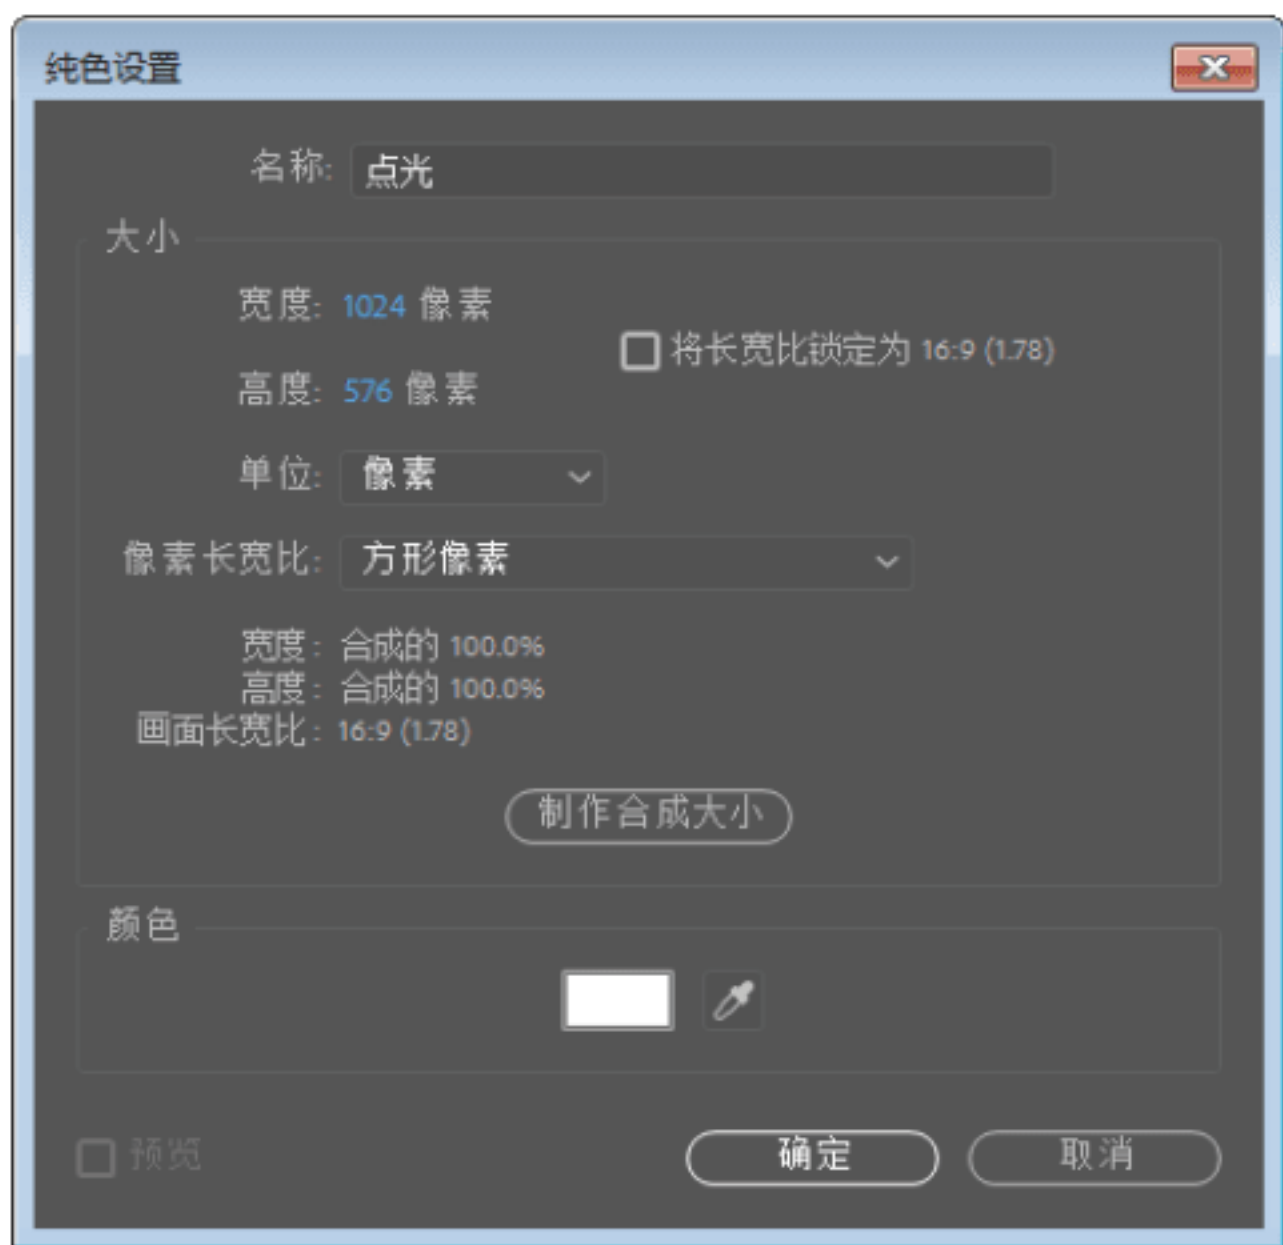 纯色设置
名称: 点光
大小
宽度: 1024 像素
将长宽比锁定为 16:9 (1.78)
高度: 576 像素
单位: 像素
像素长宽比: 方形像素
宽度: 合成的 100.0%
高度: 合成的 100.0%
画面长宽比: 16:9 (1.78)
制作合成大小
颜色
预览 确定 取消